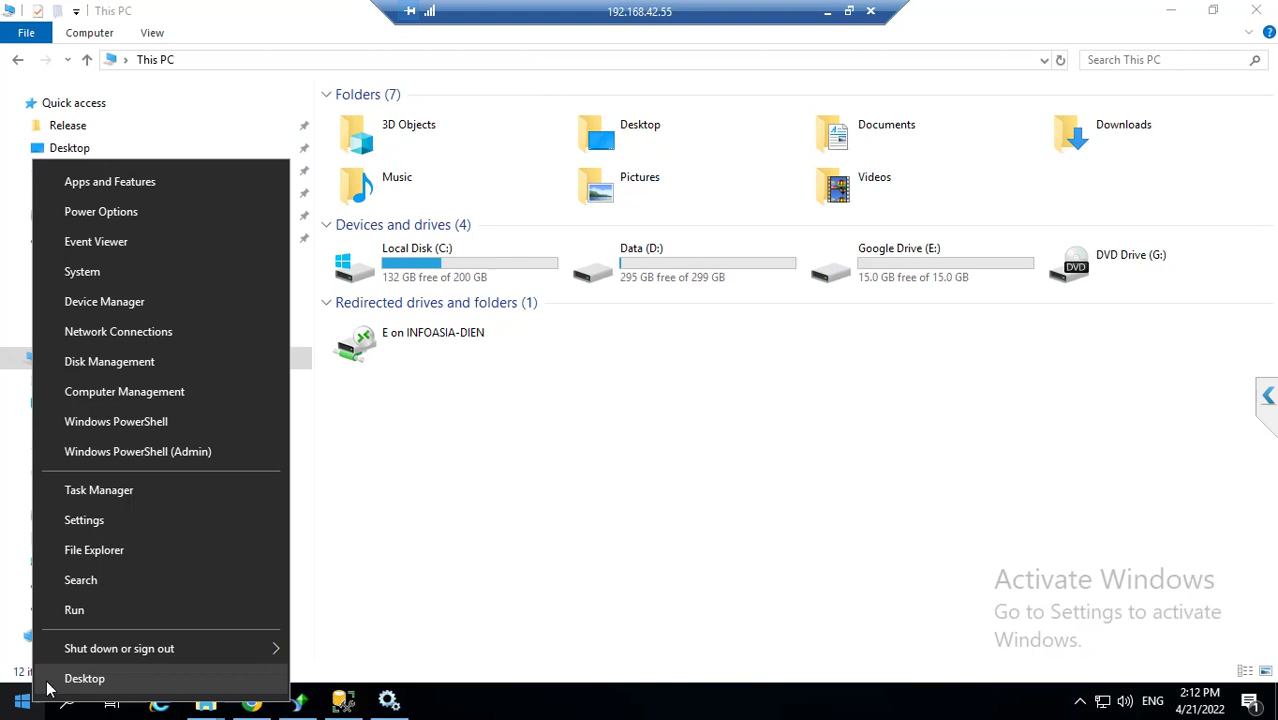 This PC
192.168.42.55
File
Computer
View
This PC
Search This PC
Quick access
Release
Desktop
Apps and Features
Power Options
Event Viewer
System
Device Manager
Network Connections
Disk Management
Computer Management
Windows PowerShell
Windows PowerShell (Admin)
Task Manager
Settings
File Explorer
Search
Run
Shut down or sign out
Desktop
12 it
Folders (7)
3D Objects
Desktop
Documents
Downloads
Music
Pictures
Videos
Devices and drives (4)
Local Disk (C:)
132 GB free of 200 GB
Data (D:)
295 GB free of 299 GB
Google Drive (E:)
15.0 GB free of 15.0 GB
DVD
DVD Drive (G:)
Redirected drives and folders (1)
E on INFOASIA-DIEN
Activate Windows
Go to Settings to activate
Windows.
ENG
2:12 PM
4/21/2022
1